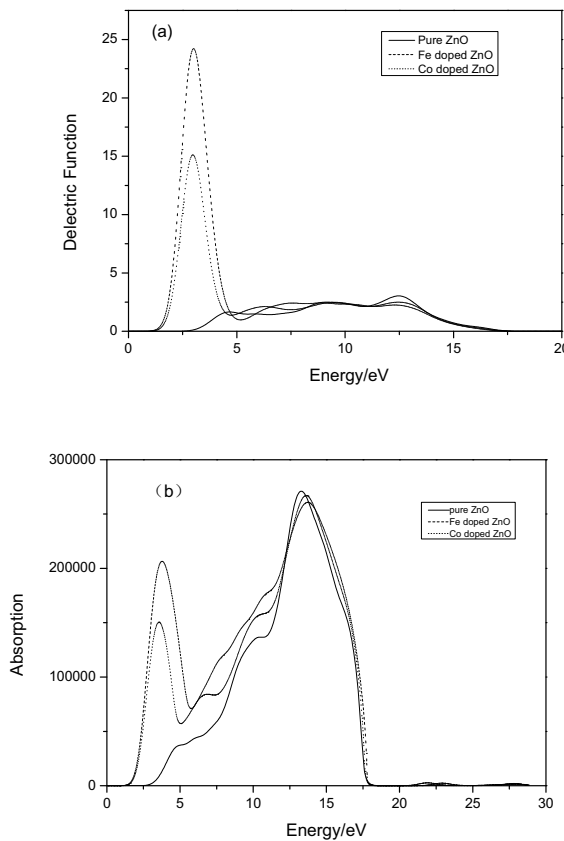 (a)
Pure ZnO
Fe doped ZnO
Co doped ZnO
Delectric Function
25
20
15
10
5
0
0 5 10 15 20
Energy/eV
(b)
pure ZnO
Fe doped ZnO
Co doped ZnO
Absorption
300000
200000
100000
0
0 5 10 15 20 25 30
Energy/eV